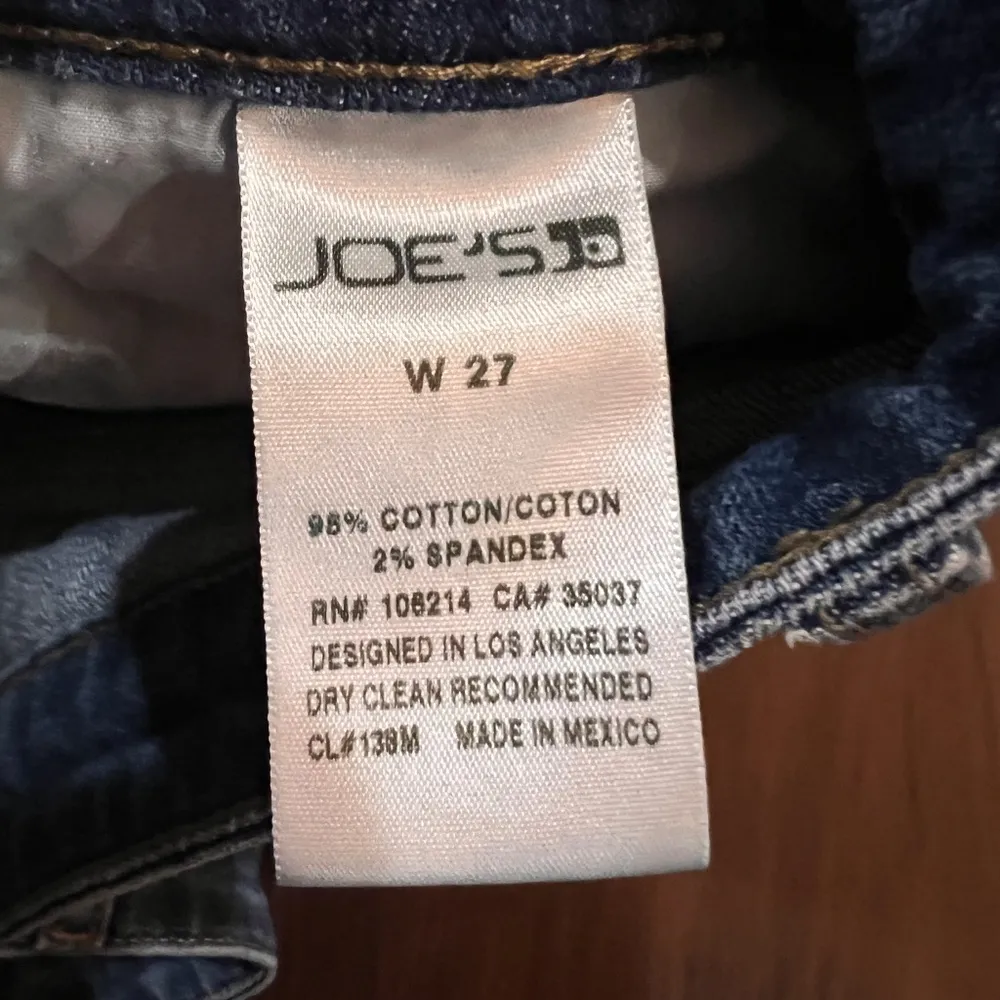 JOE'S
W 27
98% COTTON/COTON
2% SPANDEX
RN# 106214 CA# 35037
DESIGNED IN LOS ANGELES
DRY CLEAN RECOMMENDED
CL#138M MADE IN MEXICO